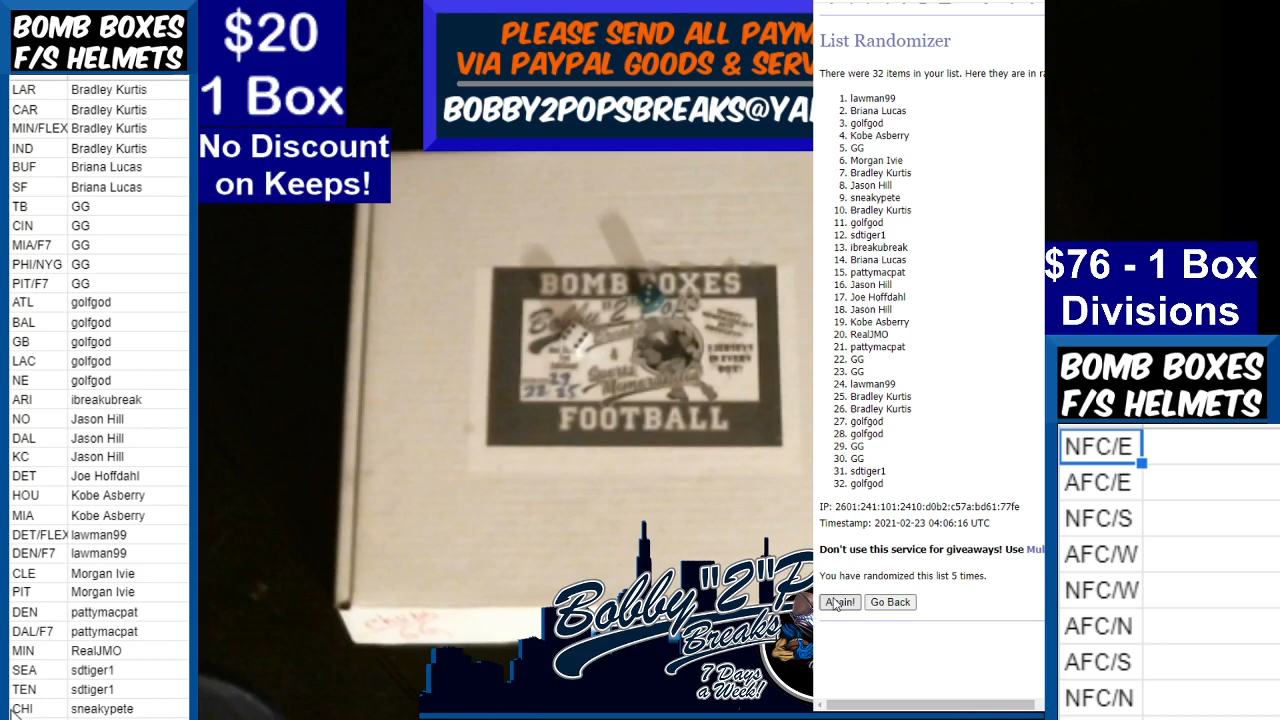 BOMB BOXES
F/S HELMETS
LAR Bradley Kurtis
CAR Bradley Kurtis
MIN/FLEX Bradley Kurtis
IND Bradley Kurtis
BUF Briana Lucas
SF Briana Lucas
TB GG
CIN GG
MIA/F7 GG
PHI/NYG GG
PIT/F7 GG
ATL golfgod
BAL golfgod
GB golfgod
LAC golfgod
NE golfgod
ARI ibreakubreak
NO Jason Hill
DAL Jason Hill
KC Jason Hill
DET Joe Hoffdahl
HOU Kobe Asberry
MIA Kobe Asberry
DET/FLEX lawman99
DEN/F7 lawman99
CLE Morgan Ivie
PIT Morgan Ivie
DEN pattymacpat
DAL/F7 pattymacpat
MIN RealJMO
SEA sdtiger1
TEN sdtiger1
CHI sneakypete
$20
1 Box
No Discount
on Keeps!
PLEASE SEND ALL PAYM
VIA PAYPAL GOODS & SERV
BOBBY2POPSBREAKS@YA
BOMB BOXES
Bobby "2"
FOOTBALL
Bobby "2" P
Breaks
7 Days
a Week!
List Randomizer
There were 32 items in your list. Here they are in ra
1. lawman99
2. Briana Lucas
3. golfgod
4. Kobe Asberry
5. GG
6. Morgan Ivie
7. Bradley Kurtis
8. Jason Hill
9. sneakypete
10. Bradley Kurtis
11. golfgod
12. sdtiger1
13. ibreakubreak
14. Briana Lucas
15. pattymacpat
16. Jason Hill
17. Joe Hoffdahl
18. Jason Hill
19. Kobe Asberry
20. RealJMO
21. pattymacpat
22. GG
23. GG
24. lawman99
25. Bradley Kurtis
26. Bradley Kurtis
27. golfgod
28. golfgod
29. GG
30. GG
31. sdtiger1
32. golfgod
IP: 2601:241:101:2410:d0b2:c57a:bd61:77fe
Timestamp: 2021-02-23 04:06:16 UTC
Don't use this service for giveaways! Use Mul
You have randomized this list 5 times.
Again! Go Back
$76 - 1 Box
Divisions
BOMB BOXES
F/S HELMETS
NFC/E
AFC/E
NFC/S
AFC/W
NFC/W
AFC/N
AFC/S
NFC/N